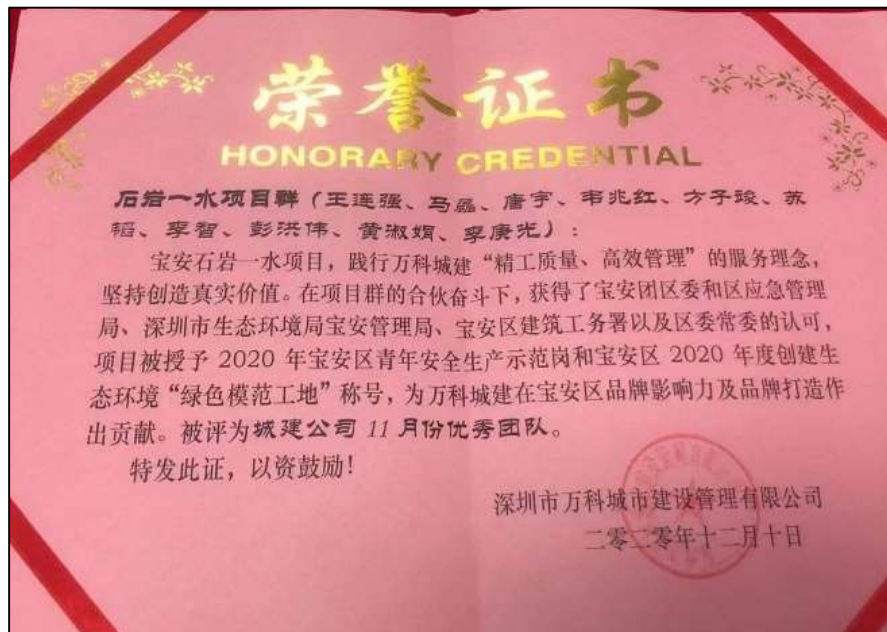 荣誉证书
HONORARY CREDENTIAL
石岩一水项目群（王连强、马磊、唐宇、韦兆红、方子竣、苏
韬、李智、彭洪伟、黄淑娟、李庚光）：
宝安石岩一水项目，践行万科城建“精工质量、高效管理”的服务理念，
坚持创造真实价值。在项目群的合伙奋斗下，获得了宝安团区委和区应急管理
局、深圳市生态环境局宝安管理局、宝安区建筑工务署以及区委常委的认可，
项目被授予 2020 年宝安区青年安全生产示范岗和宝安区 2020 年度创建生
态环境“绿色模范工地”称号，为万科城建在宝安区品牌影响力及品牌打造作
出贡献。被评为城建公司 11 月份优秀团队。
特发此证，以资鼓励！
深圳市万科城市建设管理有限公司
二零二零年十二月十日